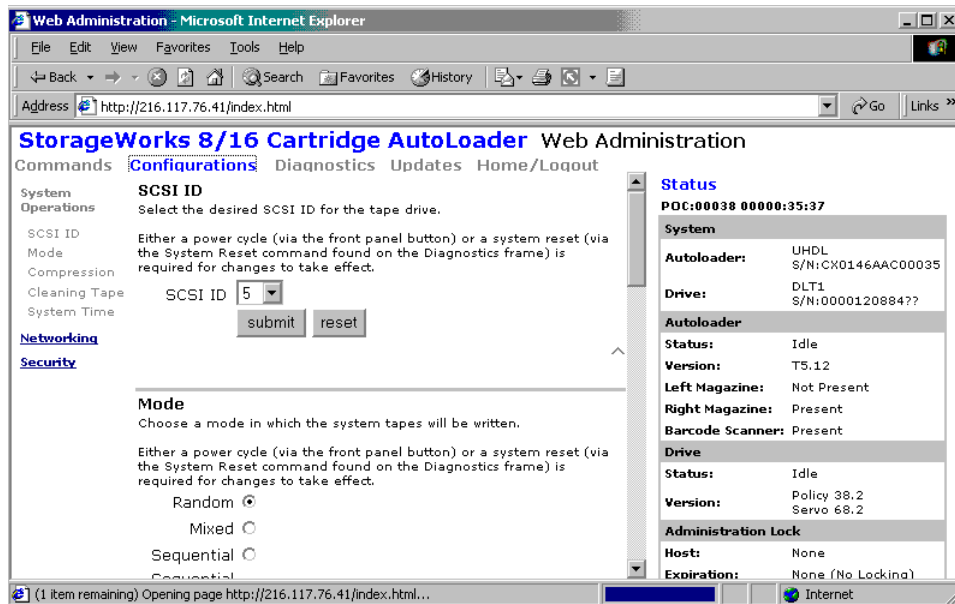 Web Administration - Microsoft Internet Explorer
File Edit View Favorites Tools Help
Back Search Favorites History
Address http://216.117.76.41/index.html Go Links »
StorageWorks 8/16 Cartridge AutoLoader Web Administration
Commands Configurations Diagnostics Updates Home/Logout
System Operations
SCSI ID
Mode
Compression
Cleaning Tape
System Time
Networking
Security
SCSI ID
Select the desired SCSI ID for the tape drive.
Either a power cycle (via the front panel button) or a system reset (via
the System Reset command found on the Diagnostics frame) is
required for changes to take effect.
SCSI ID 5
submit reset
Mode
Choose a mode in which the system tapes will be written.
Either a power cycle (via the front panel button) or a system reset (via
the System Reset command found on the Diagnostics frame) is
required for changes to take effect.
Random
Mixed
Sequential
Sequential
Status
POC:00038 00000:35:37
System
Autoloader: UHDL
S/N:CX0146AAC00035
Drive: DLT1
S/N:0000120884??
Autoloader
Status: Idle
Version: T5.12
Left Magazine: Not Present
Right Magazine: Present
Barcode Scanner: Present
Drive
Status: Idle
Version: Policy 38.2
Servo 68.2
Administration Lock
Host: None
Expiration: None (No Locking)
(1 item remaining) Opening page http://216.117.76.41/index.html... Internet